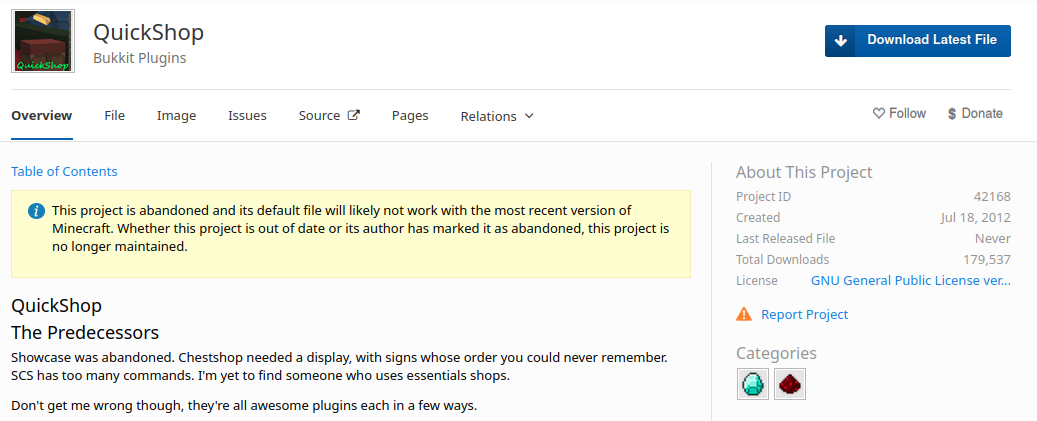 QuickShop
QuickShop
Bukkit Plugins
Download Latest File
Overview
File
Image
Issues
Source
Pages
Relations
Follow
$ Donate
Table of Contents
This project is abandoned and its default file will likely not work with the most recent version of
Minecraft. Whether this project is out of date or its author has marked it as abandoned, this project is
no longer maintained.
QuickShop
The Predecessors
Showcase was abandoned. Chestshop needed a display, with signs whose order you could never remember.
SCS has too many commands. I'm yet to find someone who uses essentials shops.
Don't get me wrong though, they're all awesome plugins each in a few ways.
About This Project
Project ID 42168
Created Jul 18, 2012
Last Released File Never
Total Downloads 179,537
License GNU General Public License ver...
Report Project
Categories